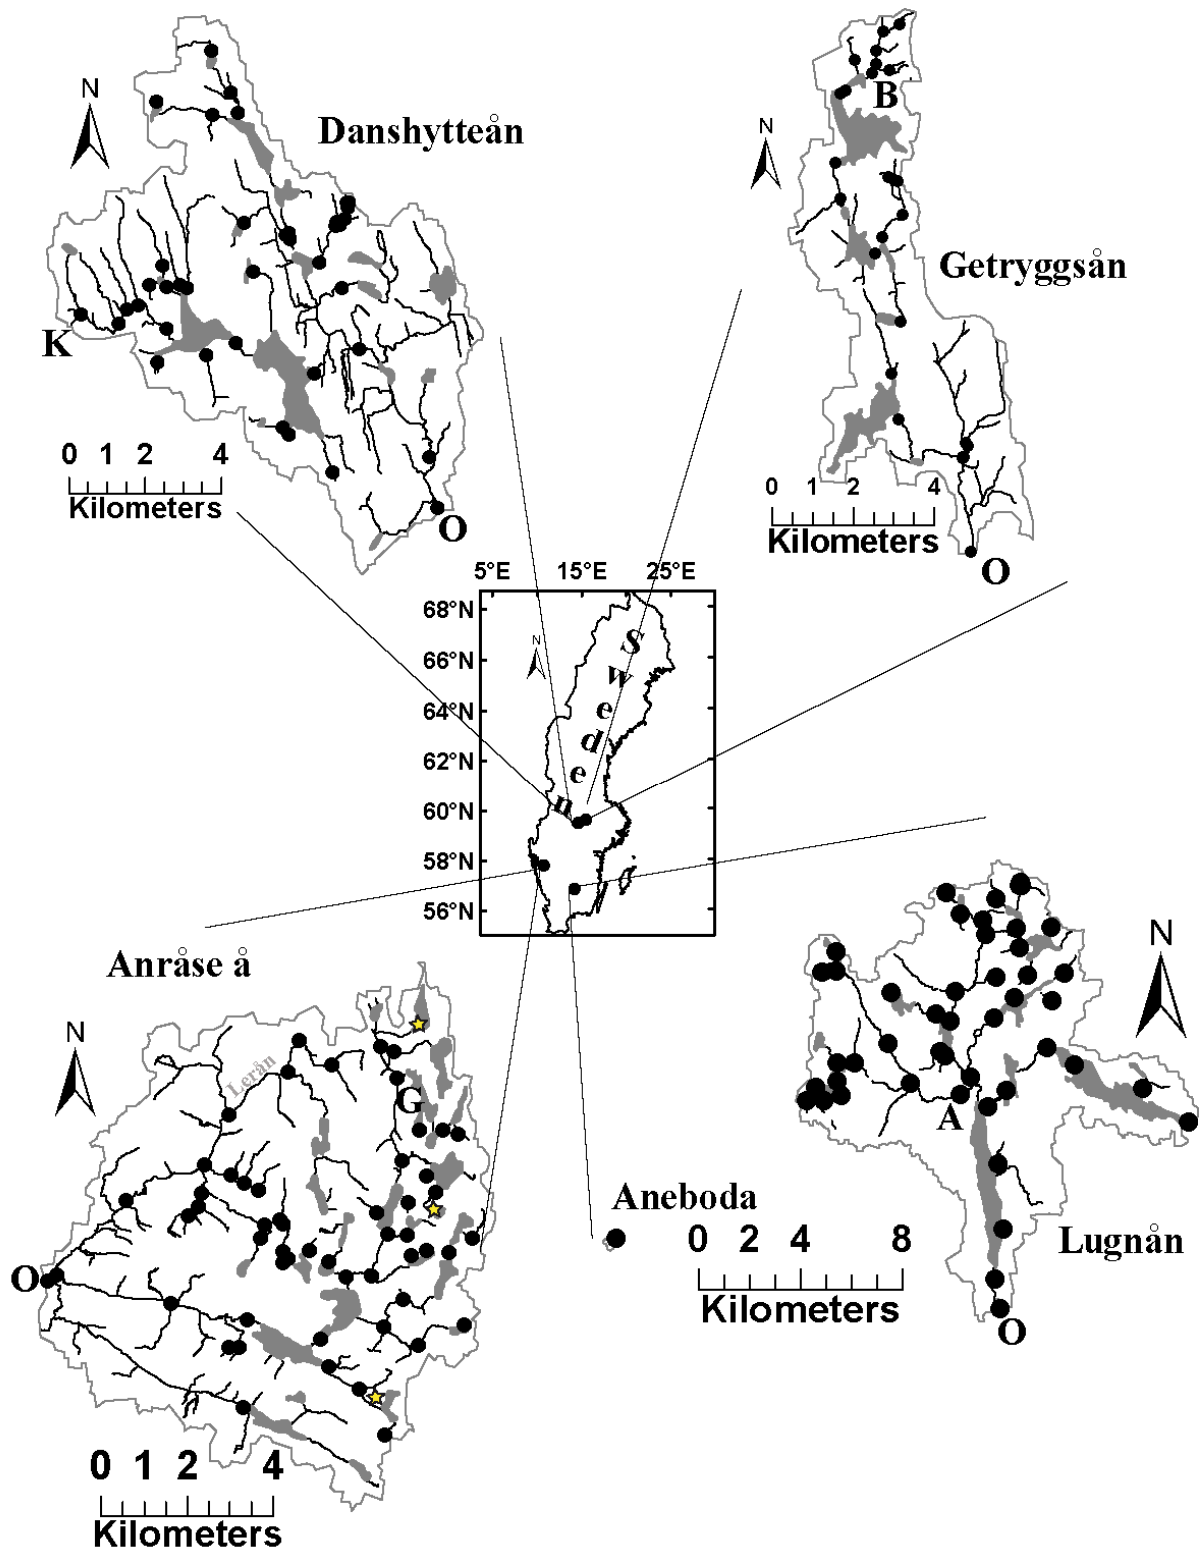 N
Danshytteån
K
0 1 2 4
Kilometers
O
B
N
Getryggsån
0 1 2 4
Kilometers
O
5°E 15°E 25°E
68°N
66°N
64°N
62°N
60°N
58°N
56°N
N
Sweden
Anråse å
N
Lerån
G
O
0 1 2 4
Kilometers
Aneboda
0 2 4 8
Kilometers
N
A
Lugnån
O